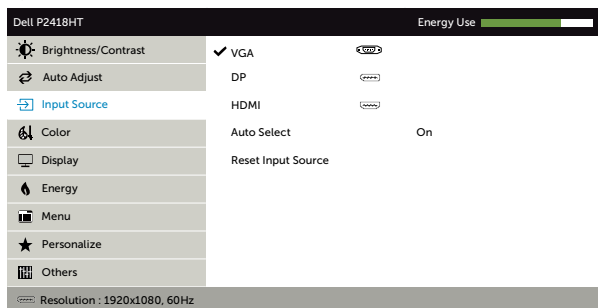 Dell P2418HT Energy Use
Brightness/Contrast
VGA
Auto Adjust
DP
Input Source
HDMI
Color
Auto Select On
Display
Reset Input Source
Energy
Menu
Personalize
Others
Resolution : 1920x1080, 60Hz